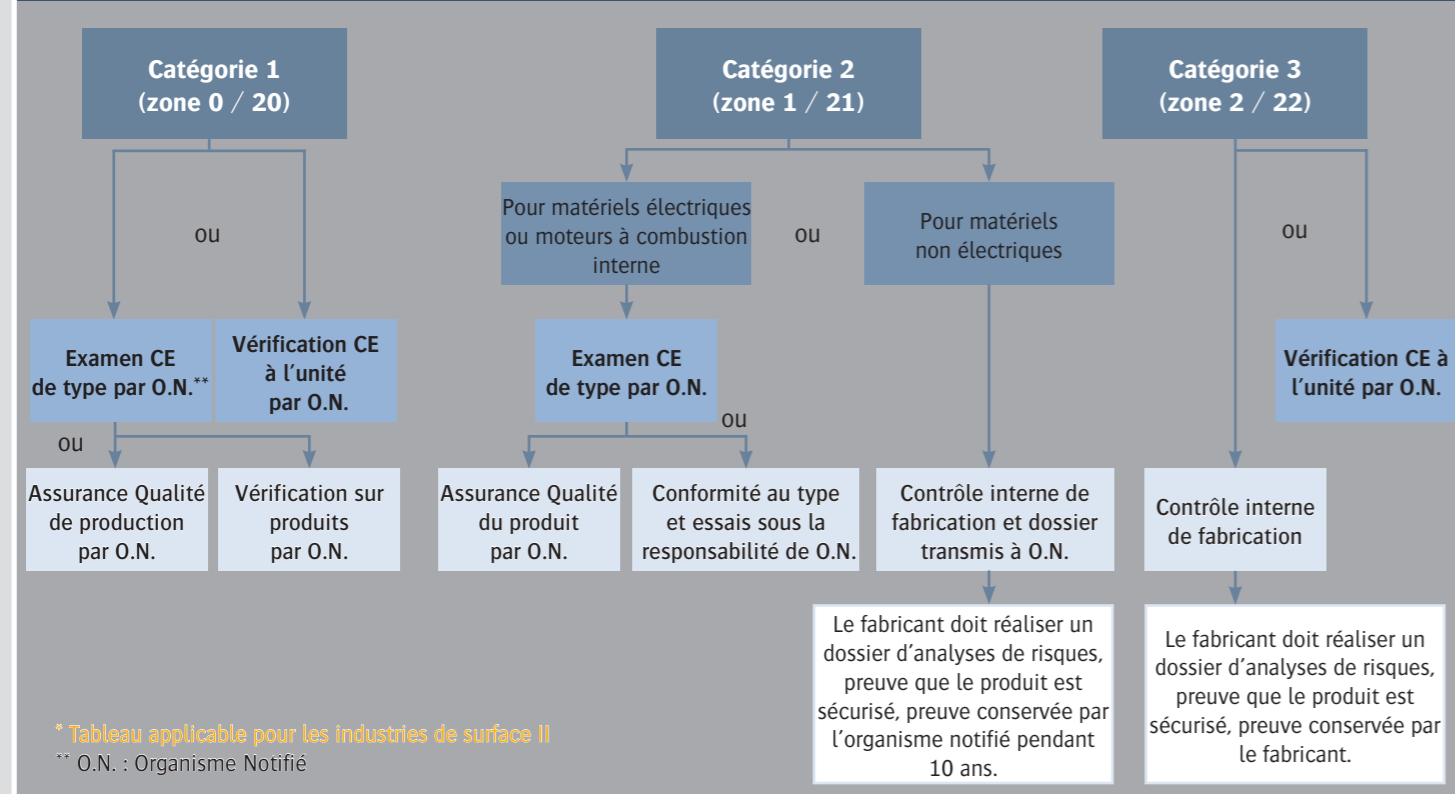 Catégorie 1
(zone 0 / 20)
Catégorie 2
(zone 1 / 21)
Catégorie 3
(zone 2 / 22)
ou
Pour matériels électriques
ou moteurs à combustion
interne
ou
Pour matériels
non électriques
ou
Examen CE
de type par O.N.**
Vérification CE
à l'unité
par O.N.
Examen CE
de type par O.N.
Vérification CE à
l'unité par O.N.
ou
ou
Assurance Qualité
de production
par O.N.
Vérification sur
produits
par O.N.
Assurance Qualité
du produit
par O.N.
Conformité au type
et essais sous la
responsabilité de O.N.
Contrôle interne de
fabrication et dossier
transmis à O.N.
Contrôle interne
de fabrication
Le fabricant doit réaliser un
dossier d'analyses de risques,
preuve que le produit est
sécurisé, preuve conservée par
l'organisme notifié pendant
10 ans.
Le fabricant doit réaliser un
dossier d'analyses de risques,
preuve que le produit est
sécurisé, preuve conservée par
le fabricant.
* Tableau applicable pour les industries de surface II
** O.N. : Organisme Notifié